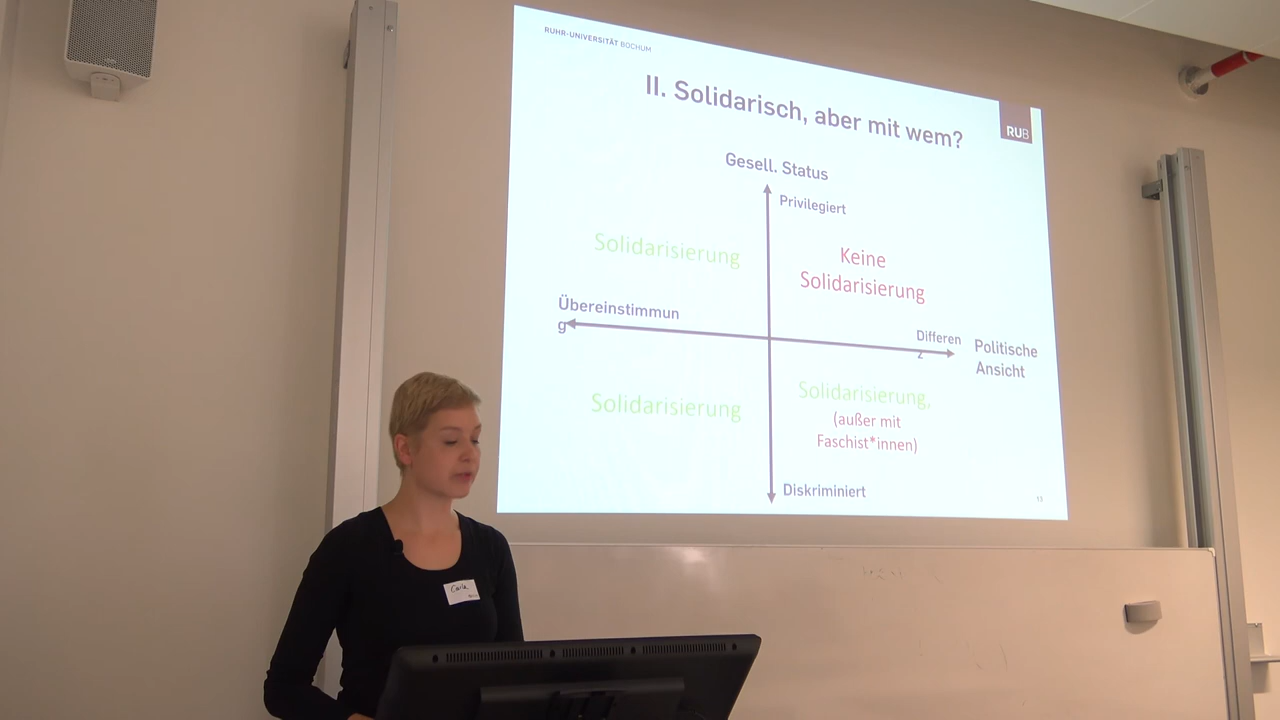 RUHR-UNIVERSITÄT BOCHUM
II. Solidarisch, aber mit wem?
RUB
Gesell. Status
Privilegiert
Solidarisierung
Keine
Solidarisierung
Übereinstimmun
g
Differen
z
Politische
Ansicht
Solidarisierung
Solidarisierung,
(außer mit
Faschist*innen)
Diskriminiert
13